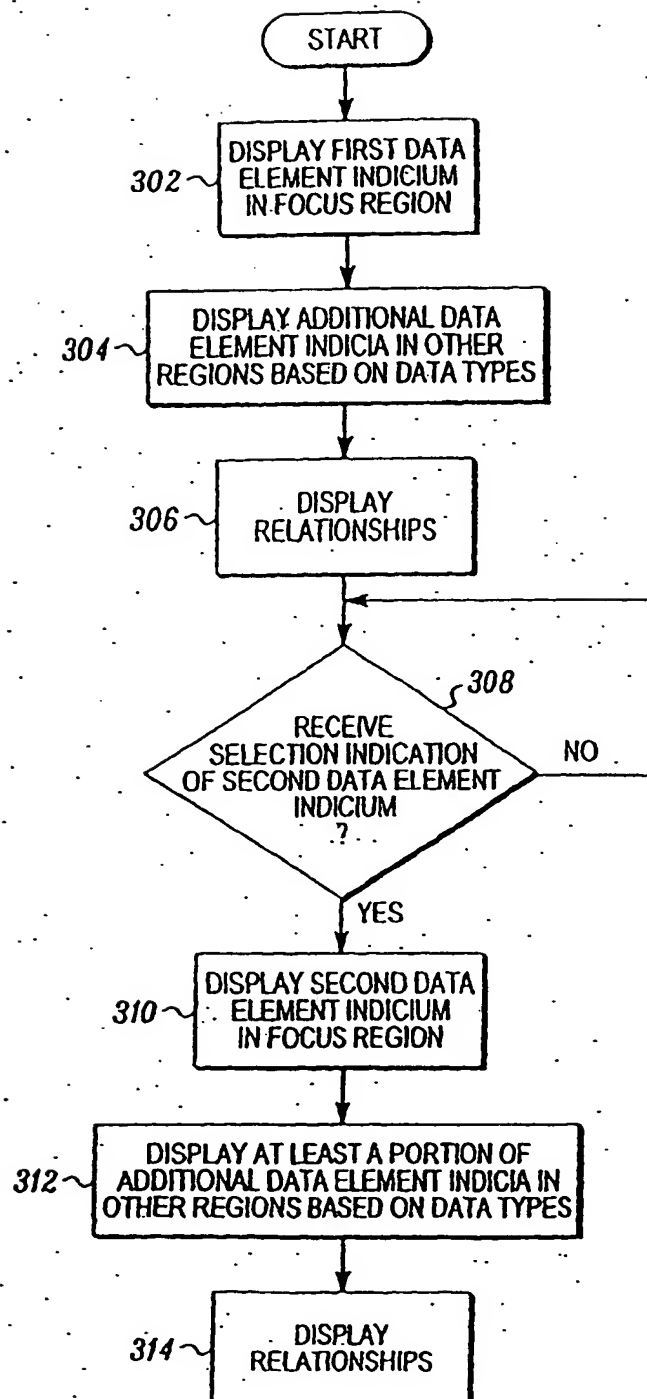 START
302
DISPLAY FIRST DATA
ELEMENT INDICIUM
IN FOCUS REGION
304
DISPLAY ADDITIONAL DATA
ELEMENT INDICIA IN OTHER
REGIONS BASED ON DATA TYPES
306
DISPLAY
RELATIONSHIPS
308
RECEIVE
SELECTION INDICATION
OF SECOND DATA ELEMENT
INDICIUM
?
NO
YES
310
DISPLAY SECOND DATA
ELEMENT INDICIUM
IN FOCUS REGION
312
DISPLAY AT LEAST A PORTION OF
ADDITIONAL DATA ELEMENT INDICIA IN
OTHER REGIONS BASED ON DATA TYPES
314
DISPLAY
RELATIONSHIPS